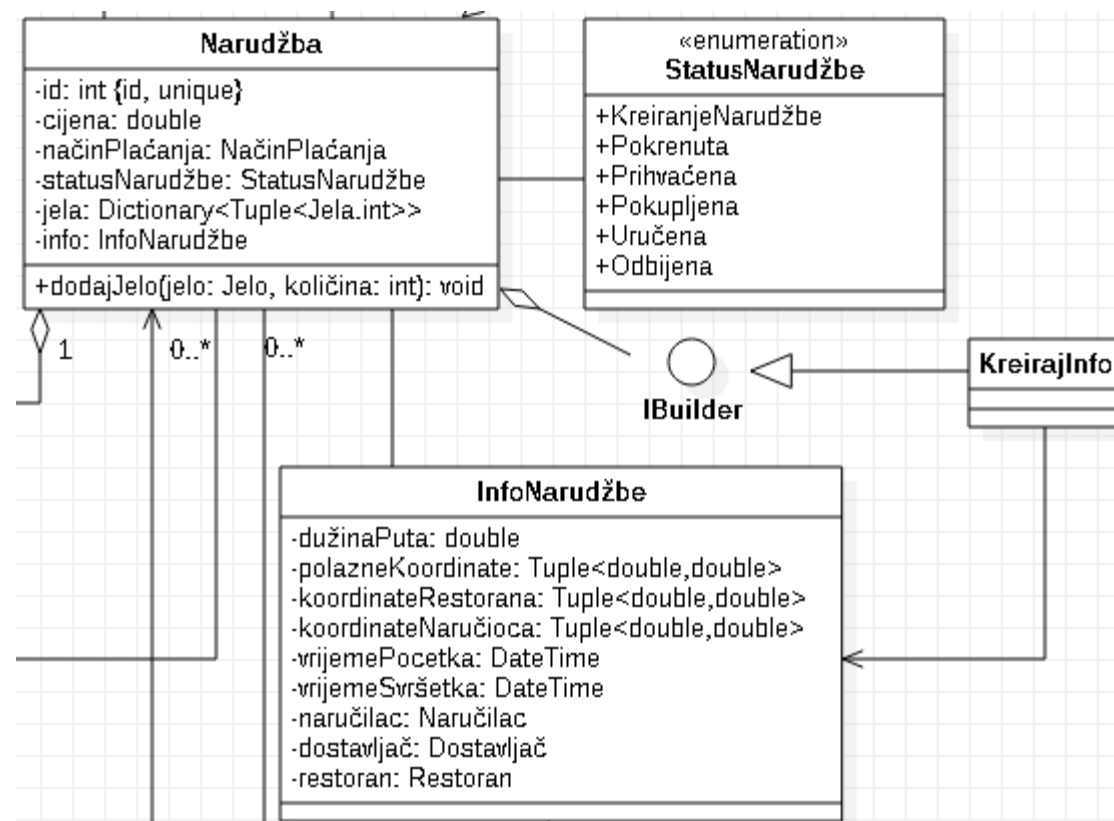 Narudžba
-id: int {id, unique}
-cijena: double
-načinPlaćanja: NačinPlaćanja
-statusNarudžbe: StatusNarudžbe
-jela: Dictionary<Tuple<Jela.int>>
-info: InfoNarudžbe
+dodajJelo(jelo: Jelo, količina: int): void
«enumeration»
StatusNarudžbe
+KreiranjeNarudžbe
+Pokrenuta
+Prihvaćena
+Pokupljena
+Uručena
+Odbijena
1
0..*
0..*
IBuilder
KreirajInfo
InfoNarudžbe
-dužinaPuta: double
-polazneKoordinate: Tuple<double,double>
-koordinateRestorana: Tuple<double,double>
-koordinateNaručioca: Tuple<double,double>
-vrijemePocetka: DateTime
-vrijemeSvršetka: DateTime
-naručilac: Naručilac
-dostavljač: Dostavljač
-restoran: Restoran